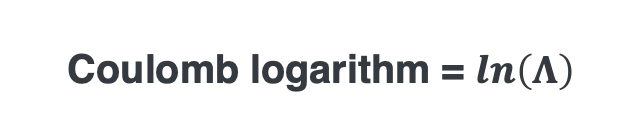 Coulomb logarithm = ln(Λ)